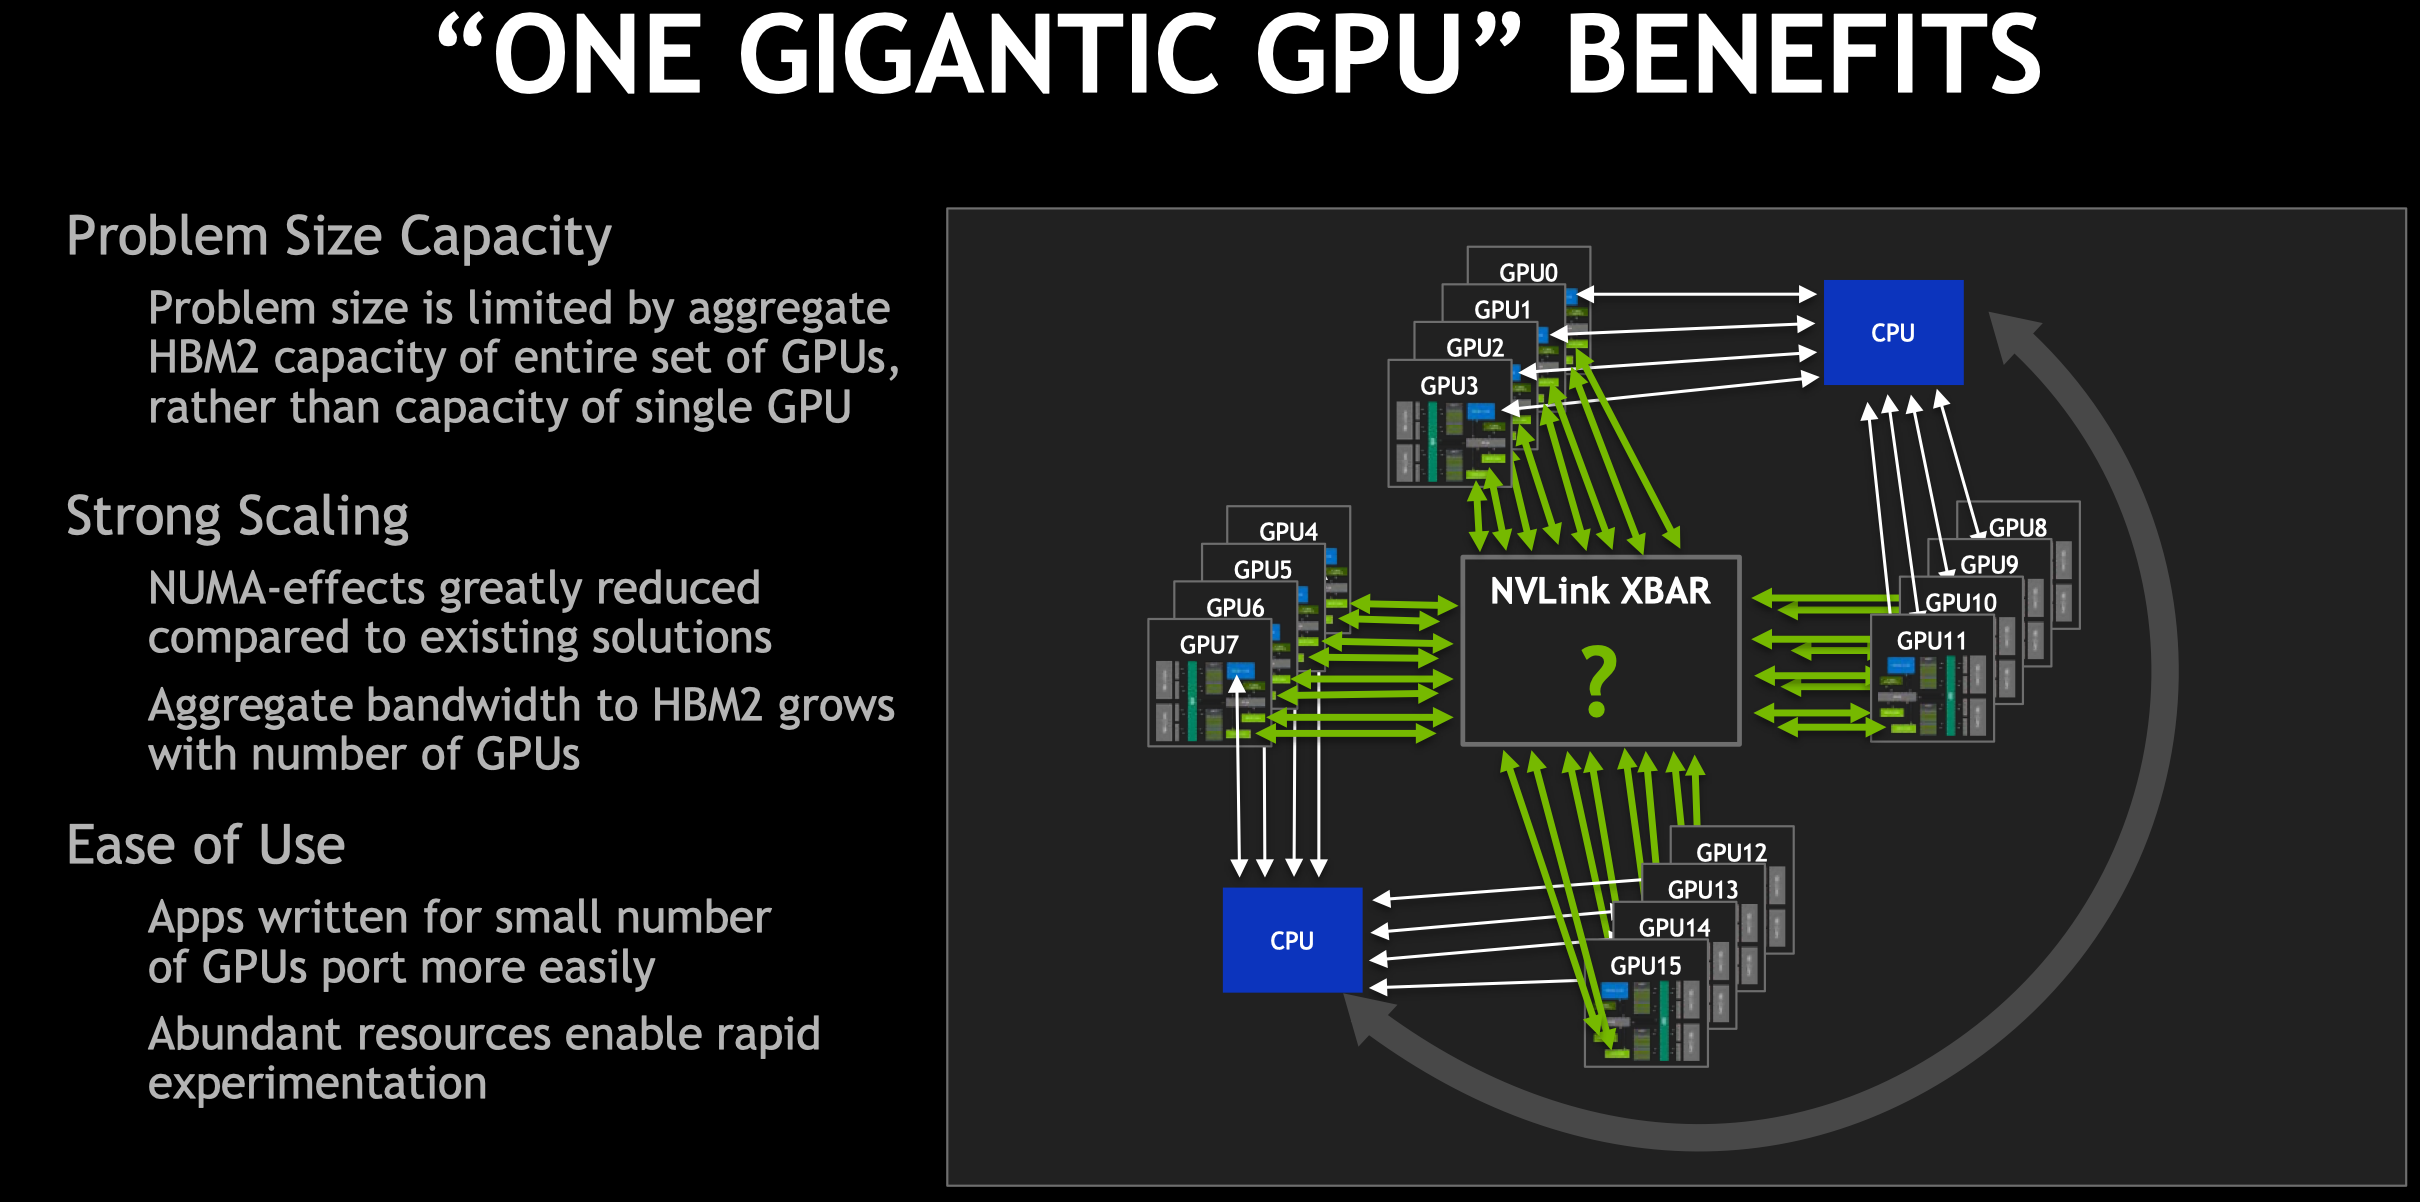 “ONE GIGANTIC GPU” BENEFITS
Problem Size Capacity
Problem size is limited by aggregate
HBM2 capacity of entire set of GPUs,
rather than capacity of single GPU
Strong Scaling
NUMA-effects greatly reduced
compared to existing solutions
Aggregate bandwidth to HBM2 grows
with number of GPUs
Ease of Use
Apps written for small number
of GPUs port more easily
Abundant resources enable rapid
experimentation
GPU0
GPU1
GPU2
GPU3
CPU
GPU4
GPU5
GPU6
GPU7
NVLink XBAR
?
GPU8
GPU9
GPU10
GPU11
CPU
GPU12
GPU13
GPU14
GPU15